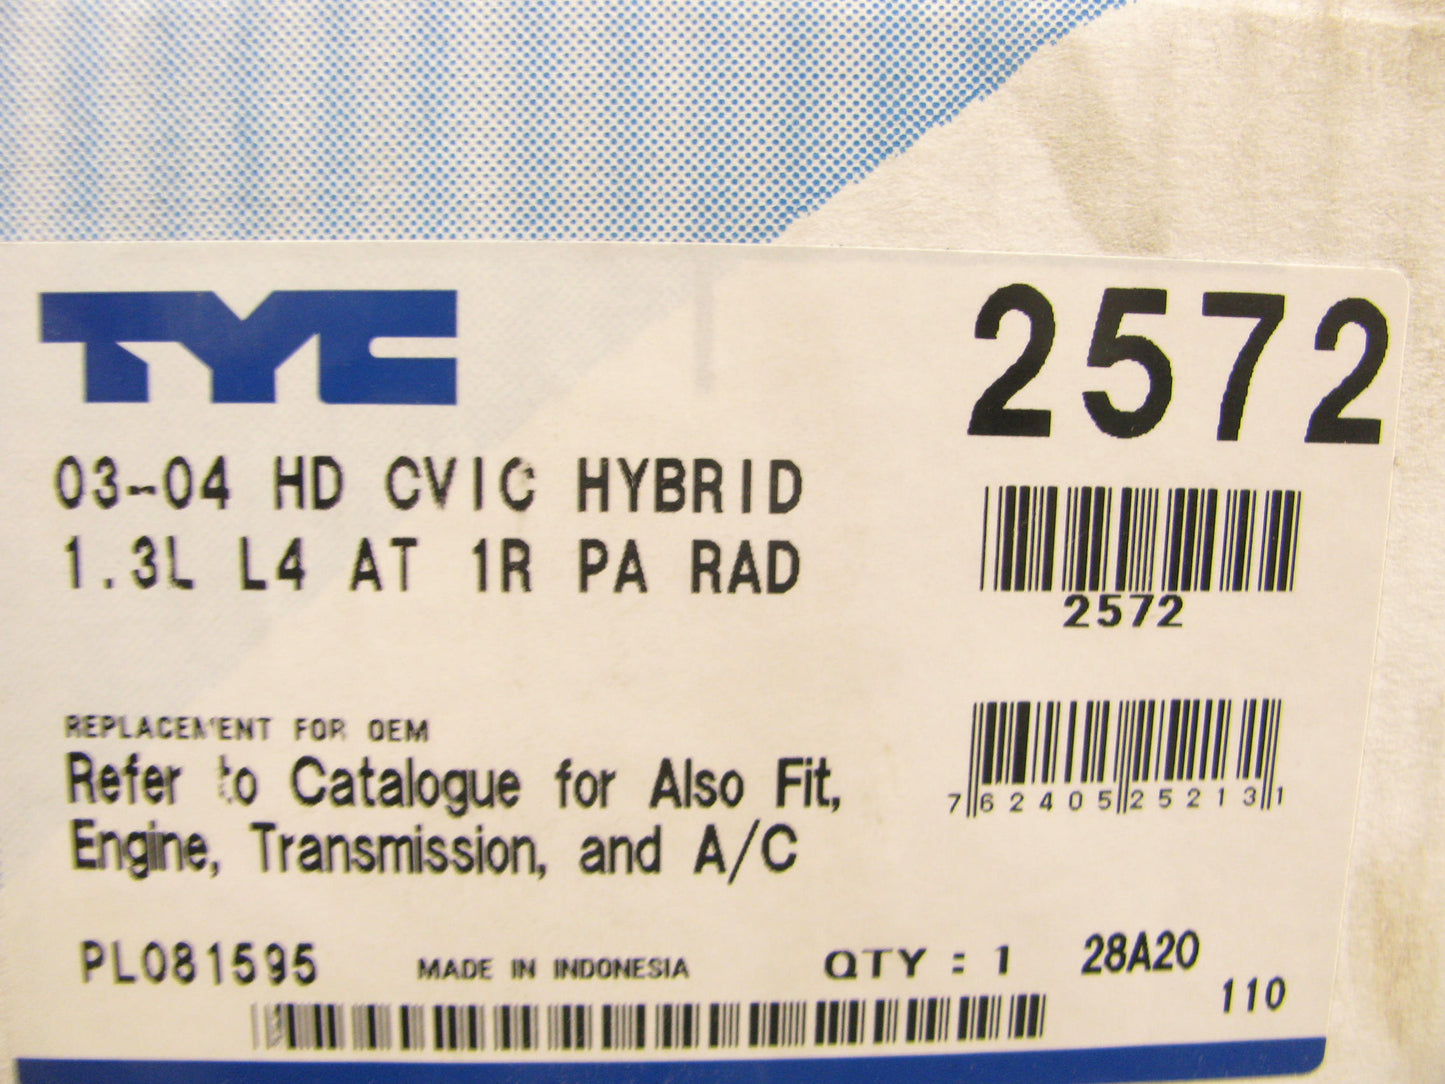 TYC
2572
03-04 HD CVIC HYBRID
1.3L L4 AT 1R PA RAD
2572
REPLACEMENT FOR OEM
Refer to Catalogue for Also Fit,
Engine, Transmission, and A/C
7 62405 25213 1
PL081595 MADE IN INDONESIA QTY : 1 28A20
110